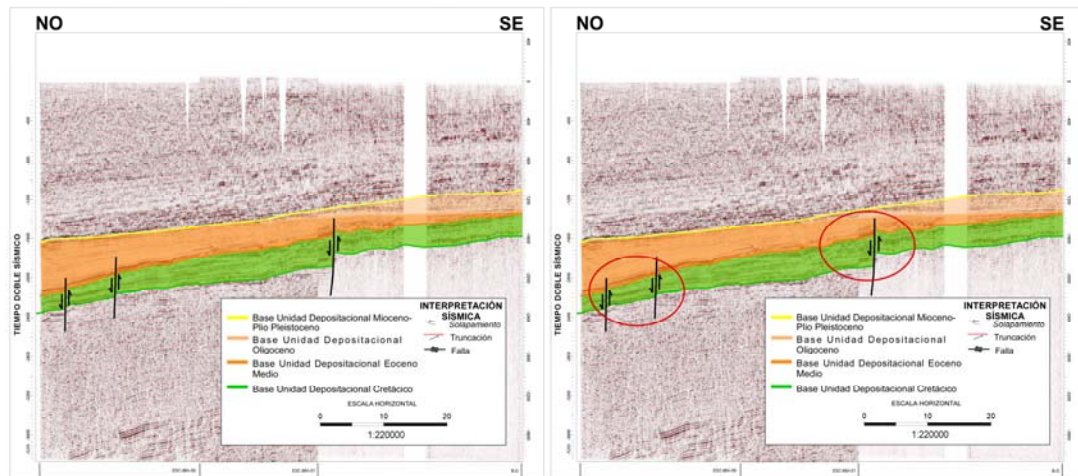 NO SE
TIEMPO DOBLE SÍSMICO
INTERPRETACIÓN
SÍSMICA
Base Unidad Depositacional Mioceno-
Plio Pleistoceno
Base Unidad Depositacional
Oligoceno
Base Unidad Depositacional Eoceno
Medio
Base Unidad Depositacional Cretácico
Solapamiento
Truncación
Falla
ESCALA HORIZONTAL
0 10 20
1:220000
NO SE
TIEMPO DOBLE SÍSMICO
INTERPRETACIÓN
SÍSMICA
Base Unidad Depositacional Mioceno-
Plio Pleistoceno
Base Unidad Depositacional
Oligoceno
Base Unidad Depositacional Eoceno
Medio
Base Unidad Depositacional Cretácico
Solapamiento
Truncación
Falla
ESCALA HORIZONTAL
0 10 20
1:220000